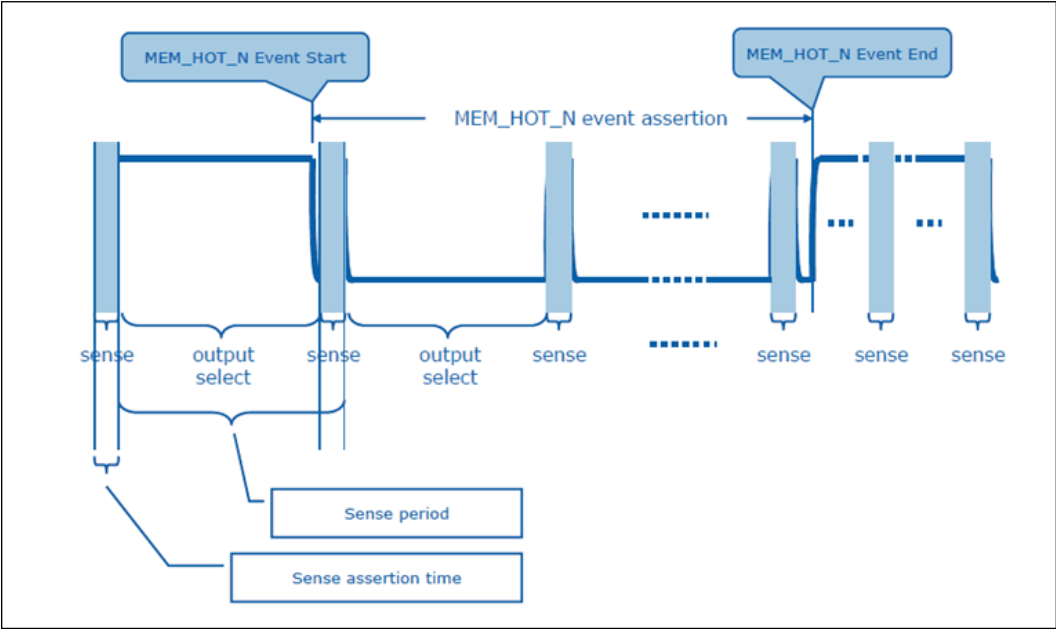 MEM_HOT_N Event Start
MEM_HOT_N Event End
MEM_HOT_N event assertion
sense
output
select
sense
output
select
sense
sense
sense
sense
Sense period
Sense assertion time